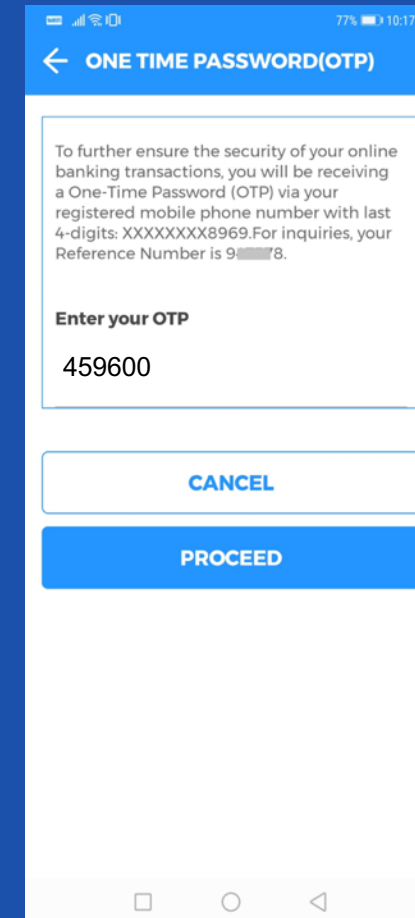 77% 10:17
ONE TIME PASSWORD(OTP)
To further ensure the security of your online
banking transactions, you will be receiving
a One-Time Password (OTP) via your
registered mobile phone number with last
4-digits: XXXXXXXX8969.For inquiries, your
Reference Number is 9 8.
Enter your OTP
459600
CANCEL
PROCEED